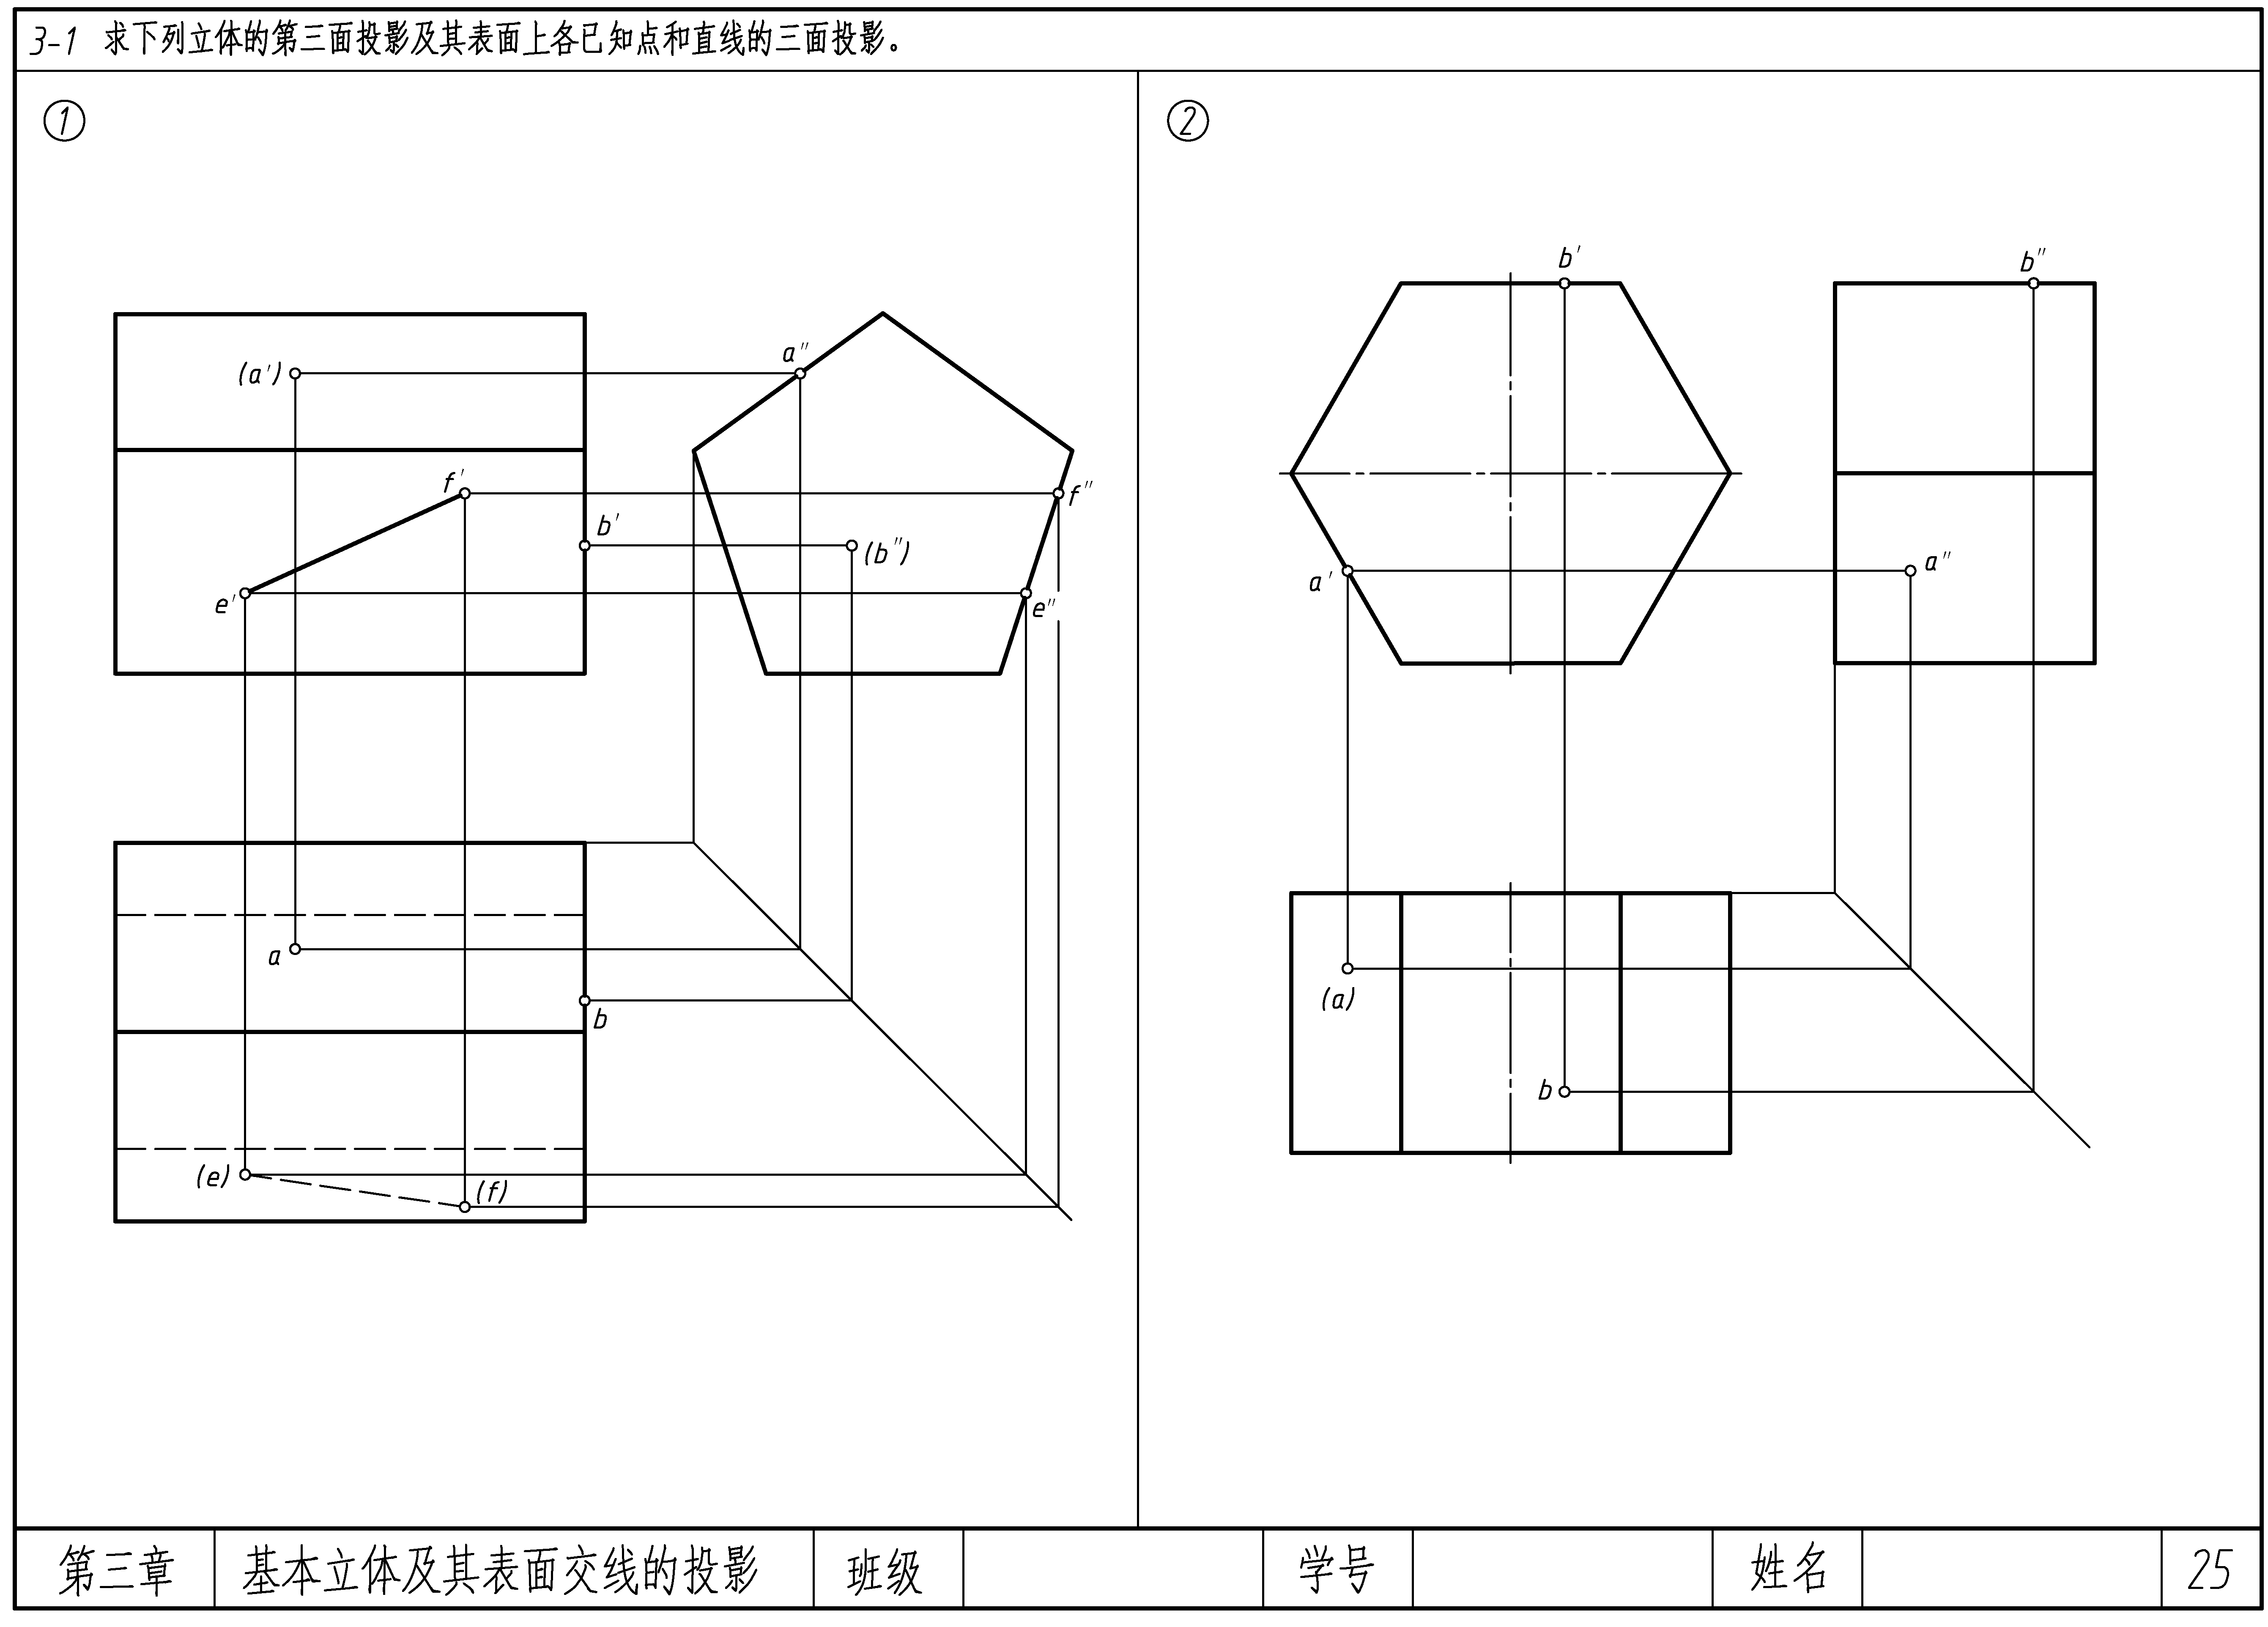 3-1 求下列立体的第三面投影及其表面上各已知点和直线的三面投影。
①
②
b'
b"
a"
(a')
f'
f"
b'
(b")
a'
a"
e'
e"
a
(a)
b
b
(e)
(f)
第三章 基本立体及其表面交线的投影 班级 学号 姓名 25